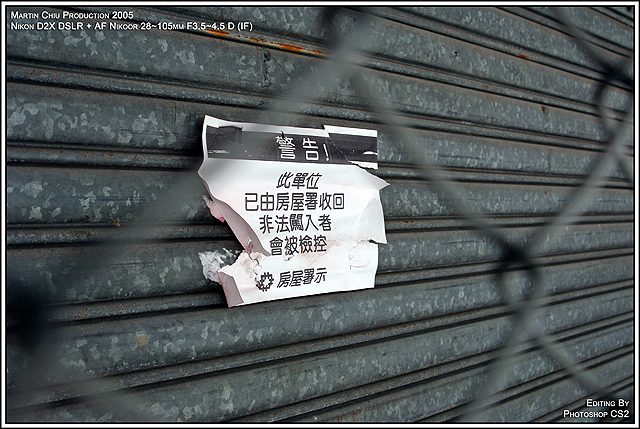 Martin Chiu Production 2005
Nikon D2X DSLR + AF Nikoor 28~105mm F3.5~4.5 D (IF)
警告!
此單位
已由房屋署收回
非法闖入者
會被檢控
房屋署示
Editing By
Photoshop CS2